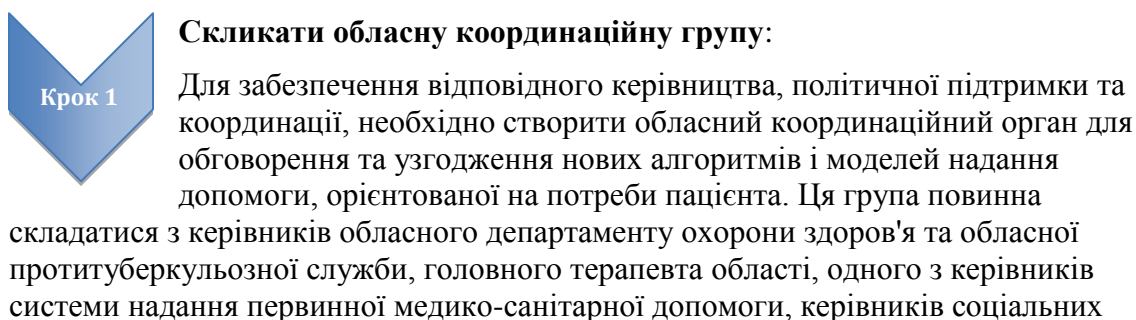 Скликати обласну координаційну групу:
Крок 1
Для забезпечення відповідного керівництва, політичної підтримки та
координації, необхідно створити обласний координаційний орган для
обговорення та узгодження нових алгоритмів і моделей надання
допомоги, орієнтованої на потреби пацієнта. Ця група повинна
складатися з керівників обласного департаменту охорони здоров'я та обласної
протитуберкульозної служби, головного терапевта області, одного з керівників
системи надання первинної медико-санітарної допомоги, керівників соціальних